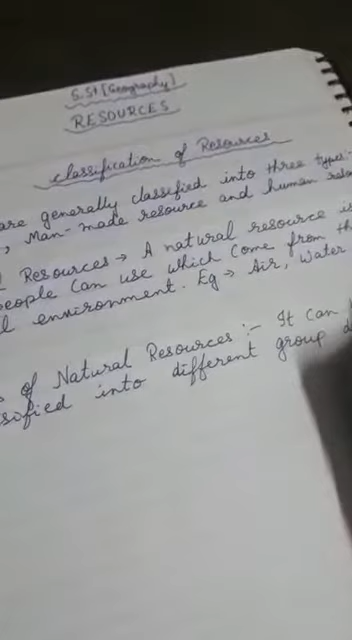 S.St [Geography]
RESOURCES
Classification of Resources
are generally classified into three types:-
, Man-made resource and human
Resources → A natural resource is
people can use which come from th
environment. Eg → Air, Water
of Natural Resources :- It can
sified into different group